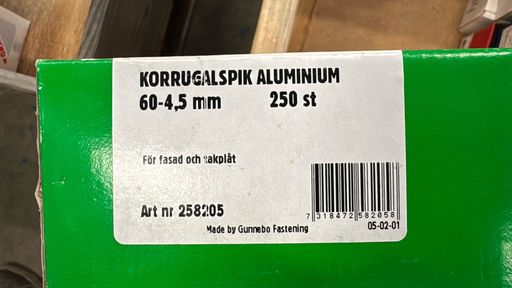 KORRUGALSPIK ALUMINIUM
60-4,5 mm 250 st
För fasad och takplåt
Art nr 258205
7 318472 582058
Made by Gunnebo Fastening
05-02-01